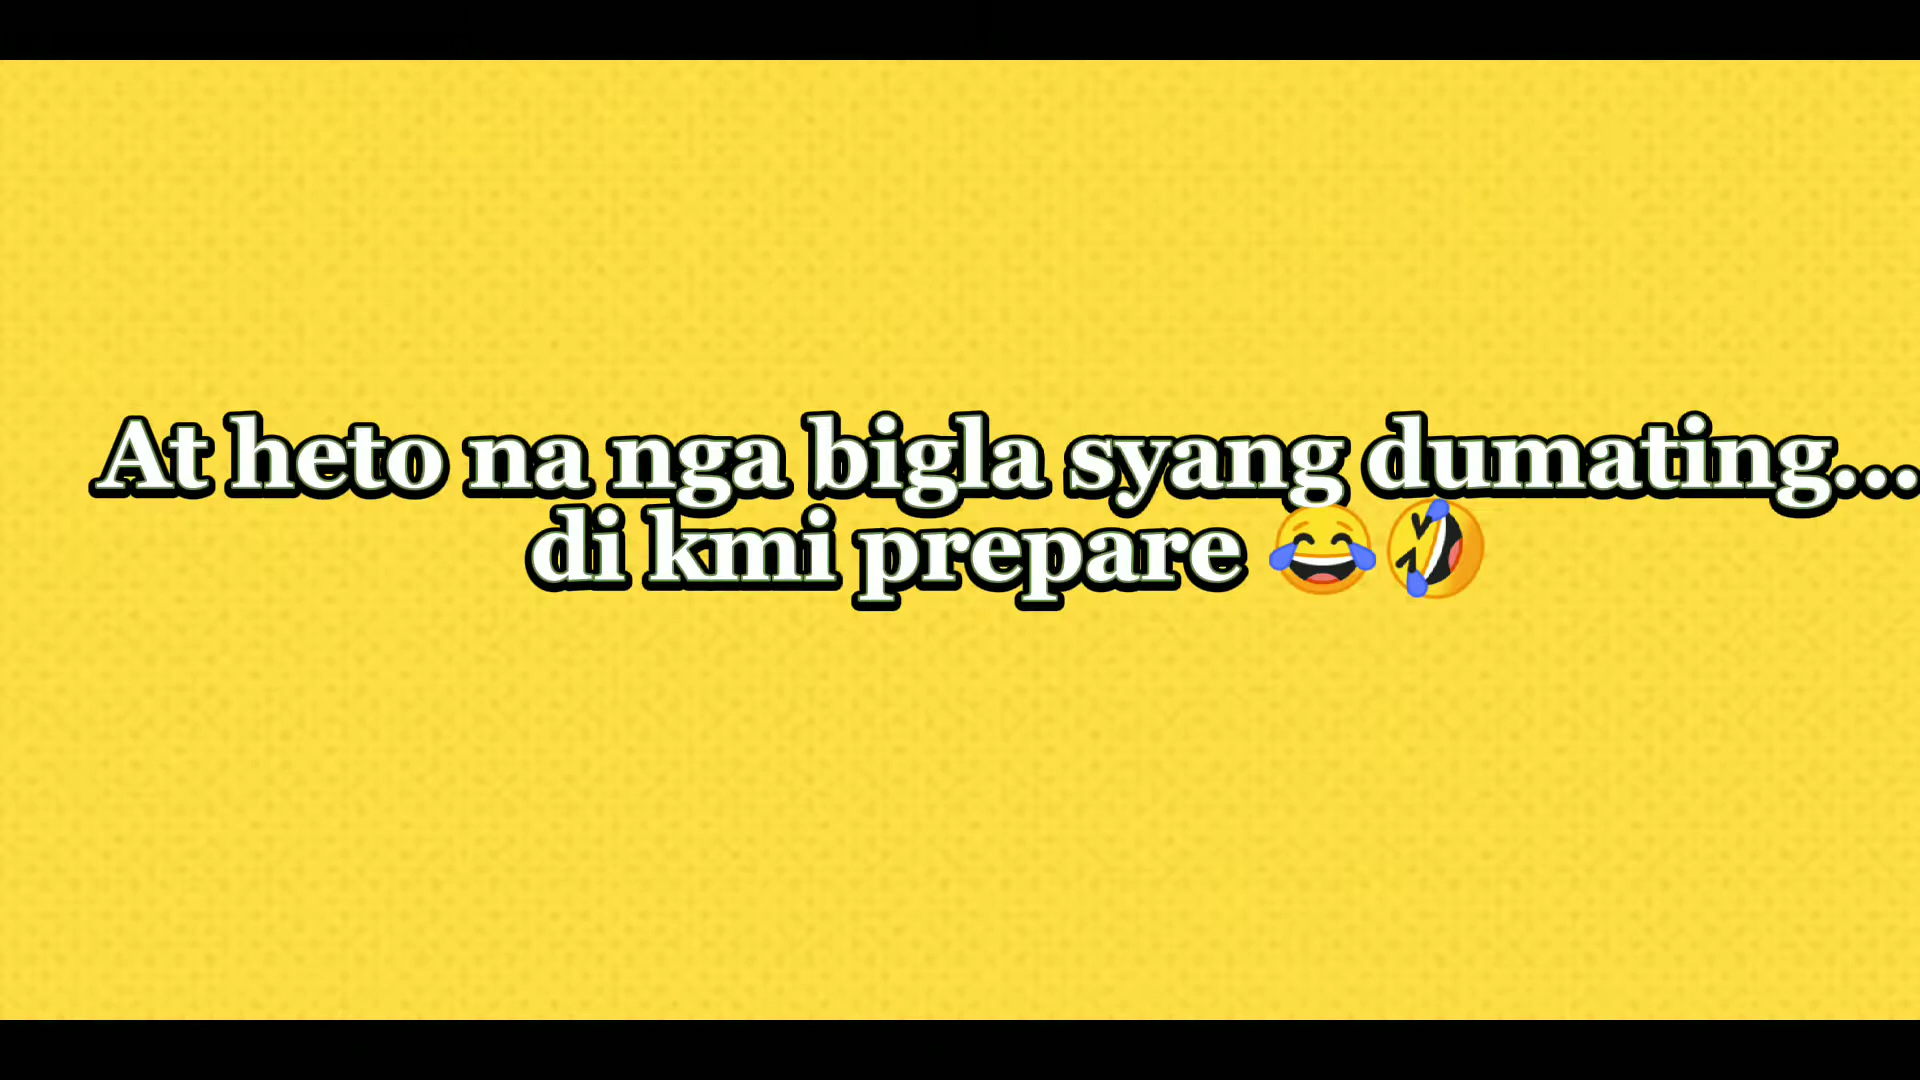 At heto na nga bigla syang dumating...
di kmi prepare 😂🤣